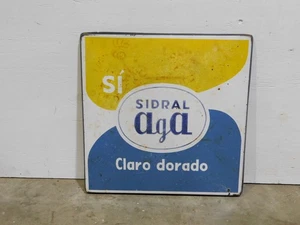 sí
SIDRAL
aga
Claro dorado